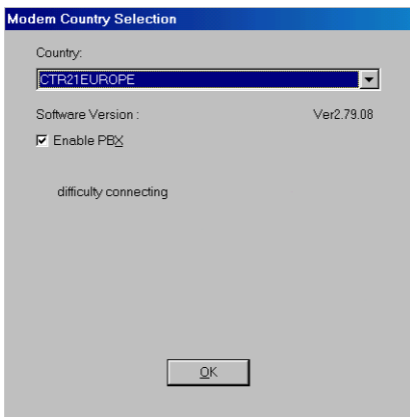 Modem Country Selection
Country:
CTR21EUROPE
Software Version : Ver2.79.08
Enable PBX
difficulty connecting
OK